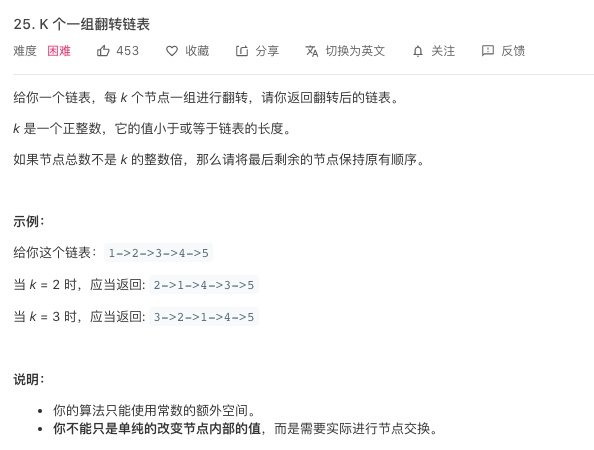 25. K 个一组翻转链表
难度 困难 453 收藏 分享 切换为英文 关注 反馈
给你一个链表，每 k 个节点一组进行翻转，请你返回翻转后的链表。
k 是一个正整数，它的值小于或等于链表的长度。
如果节点总数不是 k 的整数倍，那么请将最后剩余的节点保持原有顺序。
示例：
给你这个链表：1->2->3->4->5
当 k = 2 时，应当返回: 2->1->4->3->5
当 k = 3 时，应当返回: 3->2->1->4->5
说明：
• 你的算法只能使用常数的额外空间。
• 你不能只是单纯的改变节点内部的值，而是需要实际进行节点交换。